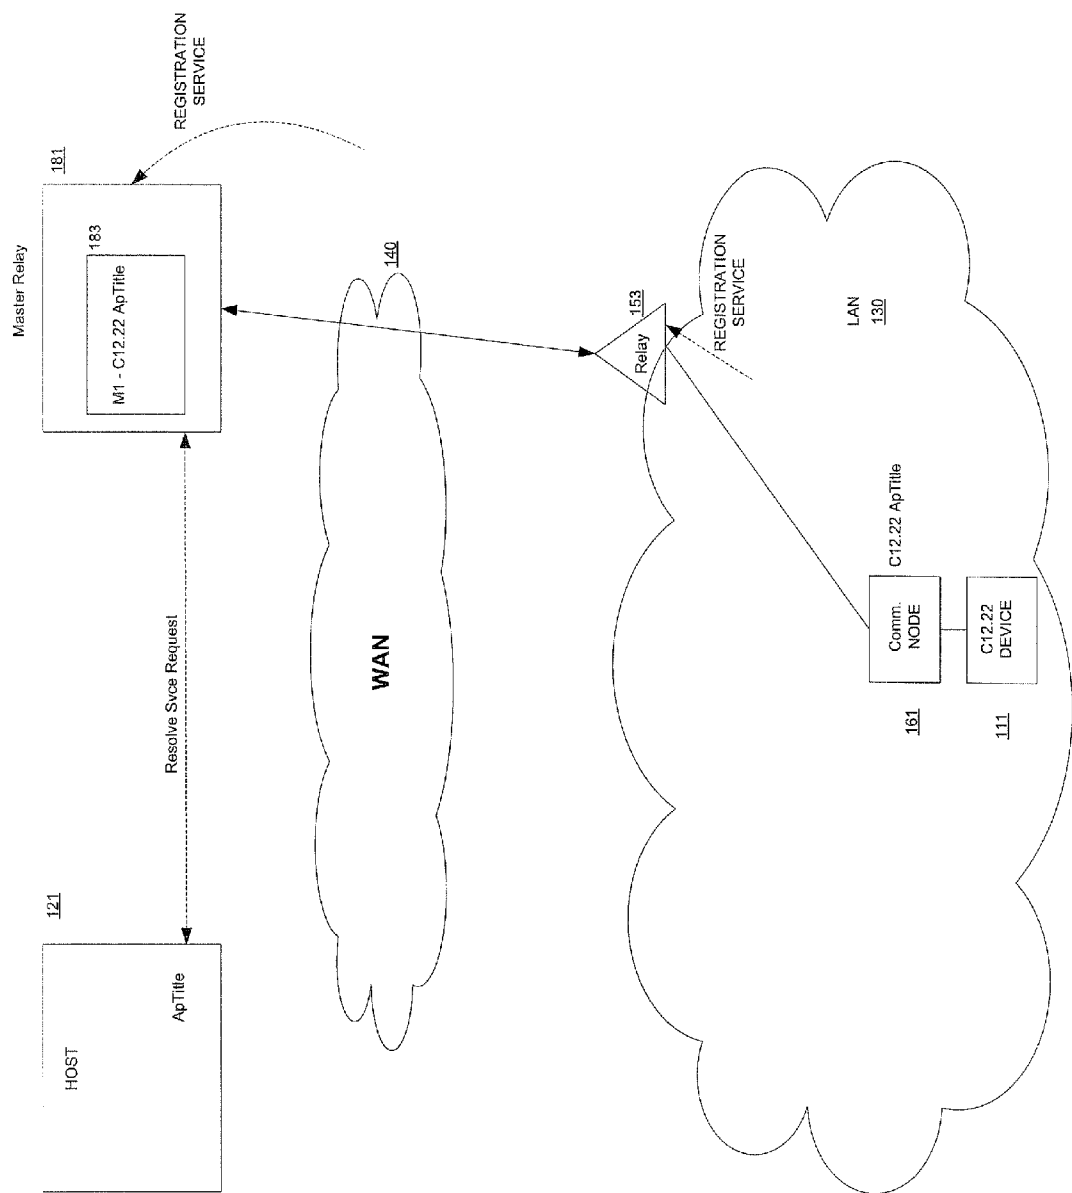 HOST
ApTitle
121
Resolve Svce Request
Master Relay
M1 - C12.22 ApTitle
183
181
REGISTRATION
SERVICE
WAN
140
Relay
153
REGISTRATION
SERVICE
LAN
130
C12.22 ApTitle
Comm.
NODE
161
C12.22
DEVICE
111